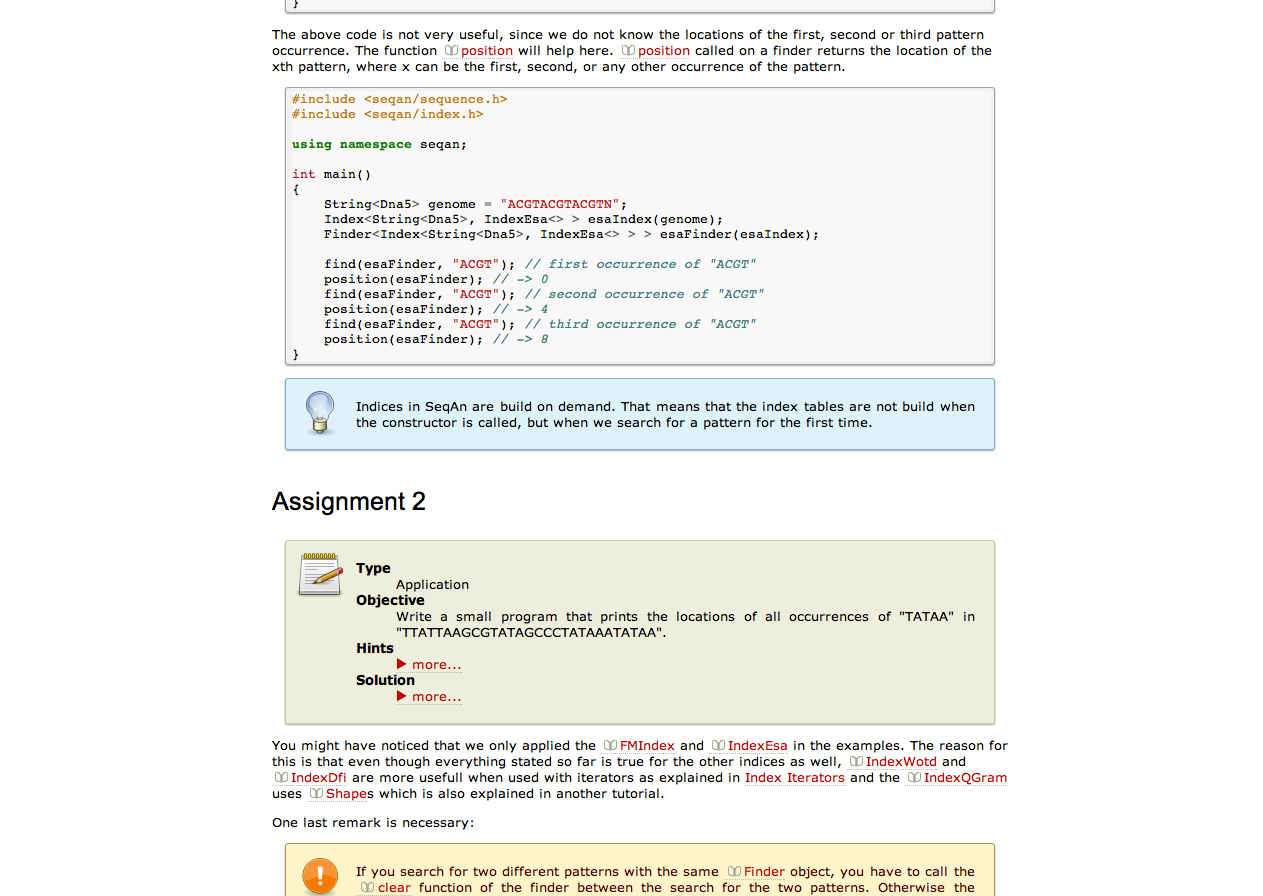 }
The above code is not very useful, since we do not know the locations of the first, second or third pattern
occurrence. The function position will help here. position called on a finder returns the location of the
xth pattern, where x can be the first, second, or any other occurrence of the pattern.
#include <seqan/sequence.h>
#include <seqan/index.h>
using namespace seqan;
int main()
{
String<Dna5> genome = "ACGTACGTACGTN";
Index<String<Dna5>, IndexEsa<> > esaIndex(genome);
Finder<Index<String<Dna5>, IndexEsa<> > > esaFinder(esaIndex);
find(esaFinder, "ACGT"); // first occurrence of "ACGT"
position(esaFinder); // -> 0
find(esaFinder, "ACGT"); // second occurrence of "ACGT"
position(esaFinder); // -> 4
find(esaFinder, "ACGT"); // third occurrence of "ACGT"
position(esaFinder); // -> 8
}
Indices in SeqAn are build on demand. That means that the index tables are not build when
the constructor is called, but when we search for a pattern for the first time.
Assignment 2
Type
Application
Objective
Write a small program that prints the locations of all occurrences of "TATAA" in
"TTATTAAGCGTATAGCCCTATAAATATAA".
Hints
more...
Solution
more...
You might have noticed that we only applied the FMIndex and IndexEsa in the examples. The reason for
this is that even though everything stated so far is true for the other indices as well, IndexWotd and
IndexDfi are more usefull when used with iterators as explained in Index Iterators and the IndexQGram
uses Shapes which is also explained in another tutorial.
One last remark is necessary:
If you search for two different patterns with the same Finder object, you have to call the
clear function of the finder between the search for the two patterns. Otherwise the